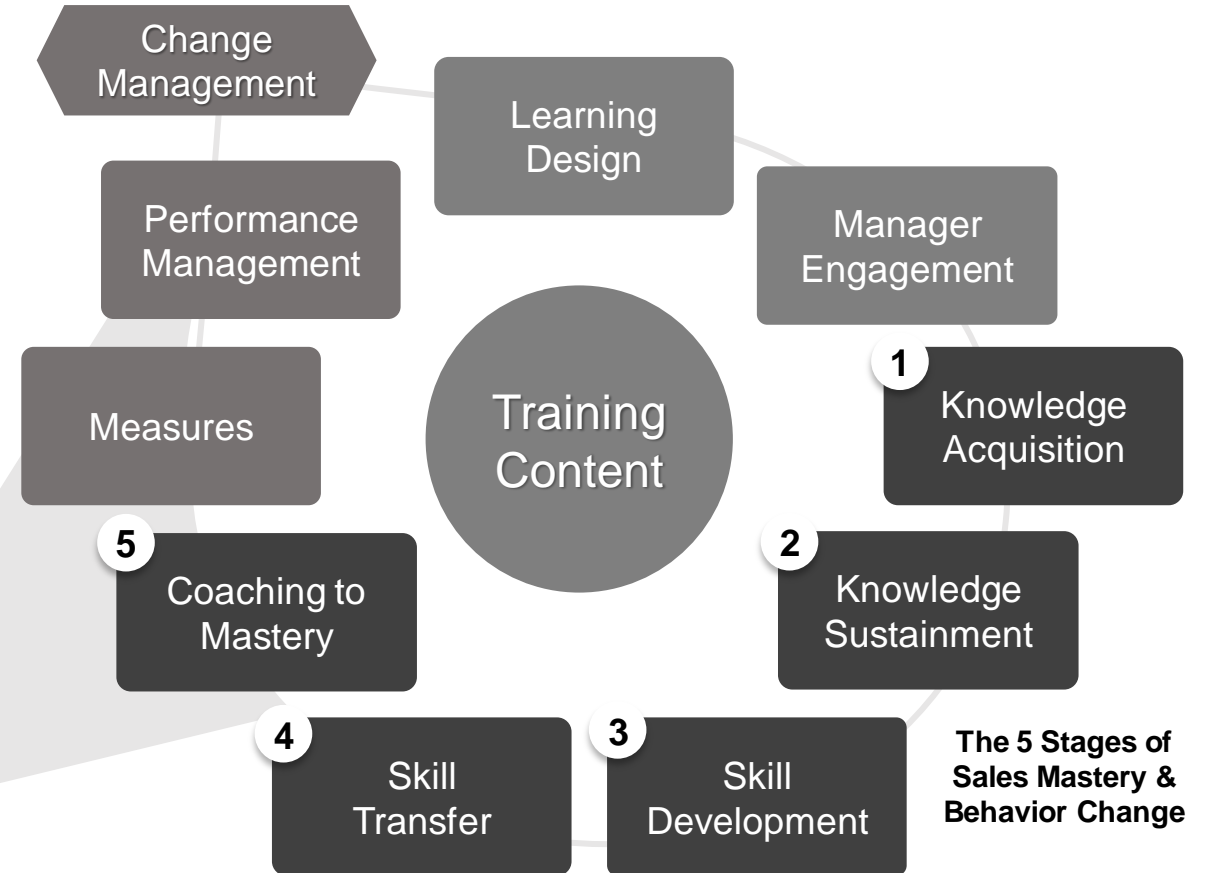 Change
Management
Learning
Design
Manager
Engagement
1
Knowledge
Acquisition
2
Knowledge
Sustainment
3
Skill
Development
4
Skill
Transfer
5
Coaching to
Mastery
Measures
Performance
Management
Training
Content
The 5 Stages of
Sales Mastery &
Behavior Change